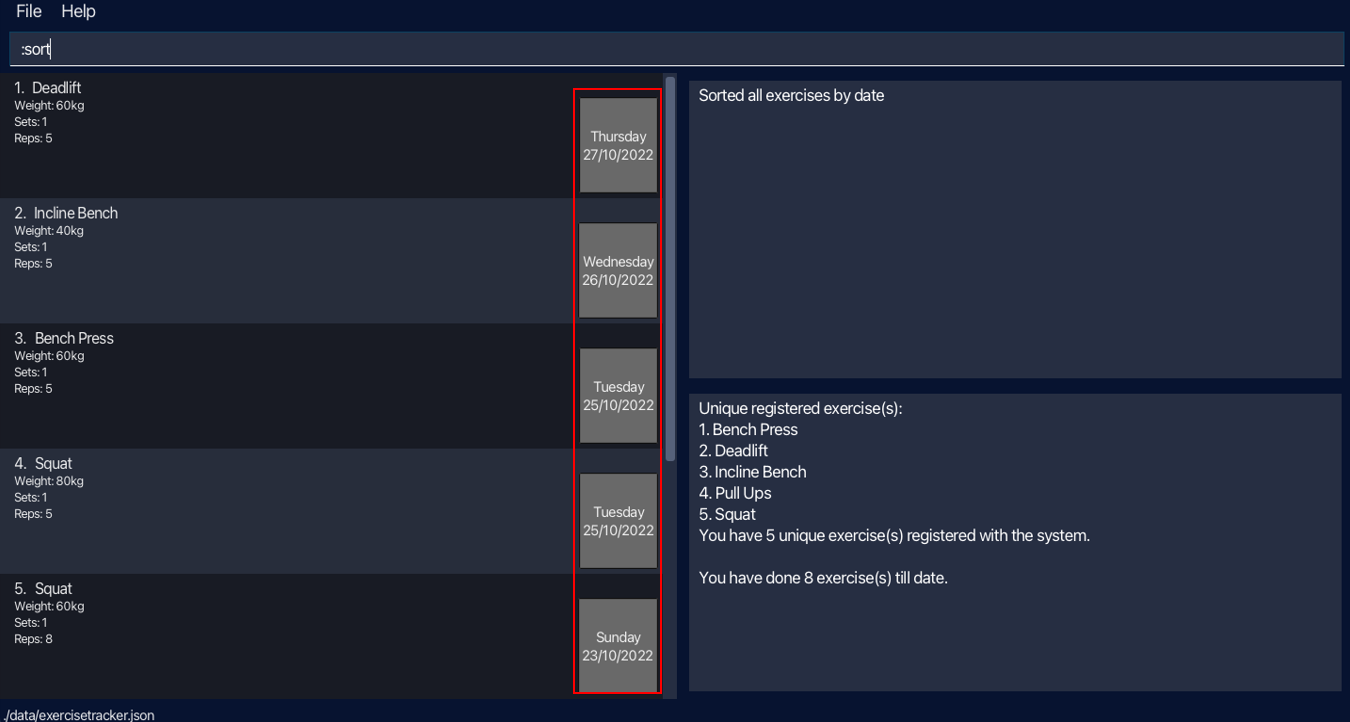 File Help
:sort
1. Deadlift
Weight: 60kg
Sets: 1
Reps: 5
Thursday
27/10/2022
2. Incline Bench
Weight: 40kg
Sets: 1
Reps: 5
Wednesday
26/10/2022
3. Bench Press
Weight: 60kg
Sets: 1
Reps: 5
Tuesday
25/10/2022
4. Squat
Weight: 80kg
Sets: 1
Reps: 5
Tuesday
25/10/2022
5. Squat
Weight: 60kg
Sets: 1
Reps: 8
Sunday
23/10/2022
Sorted all exercises by date
Unique registered exercise(s):
1. Bench Press
2. Deadlift
3. Incline Bench
4. Pull Ups
5. Squat
You have 5 unique exercise(s) registered with the system.
You have done 8 exercise(s) till date.
./data/exercisetracker.json